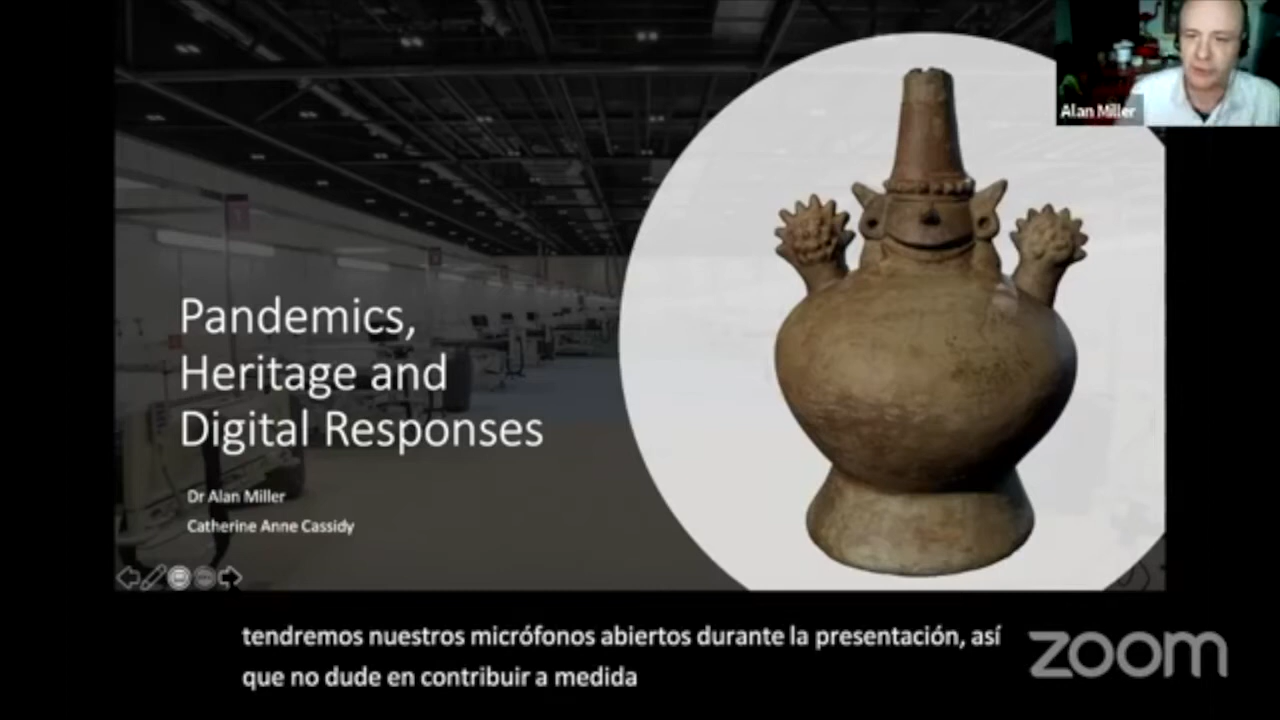 Alan Miller
Pandemics,
Heritage and
Digital Responses
Dr Alan Miller
Catherine Anne Cassidy
tendremos nuestros micrófonos abiertos durante la presentación, así
que no dude en contribuir a medida
zoom